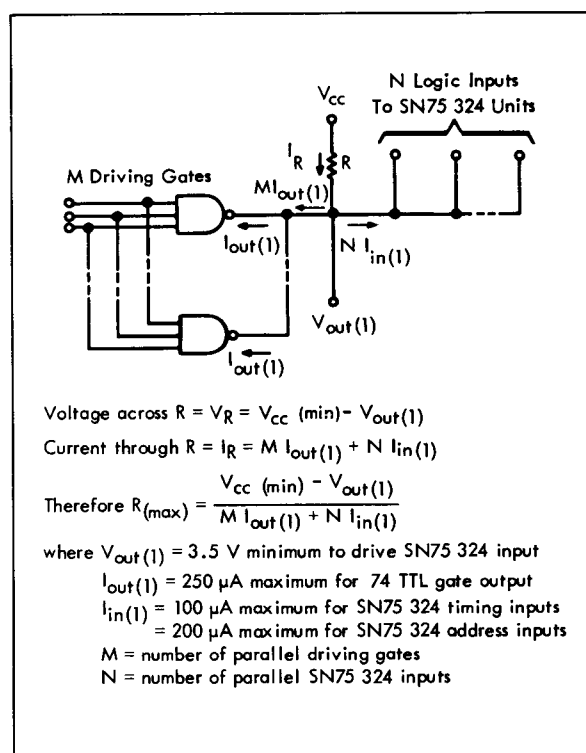 N Logic Inputs
To SN75 324 Units
Vcc
IR
R
M Driving Gates
MIout(1)
Iout(1)
N Iin(1)
Vout(1)
Iout(1)
Voltage across R = VR = Vcc (min)- Vout(1)
Current through R = IR = M Iout(1) + N Iin(1)
Therefore R(max) = Vcc (min) - Vout(1)
M Iout(1) + N Iin(1)
where Vout(1) = 3.5 V minimum to drive SN75 324 input
Iout(1) = 250 μA maximum for 74 TTL gate output
Iin(1) = 100 μA maximum for SN75 324 timing inputs
= 200 μA maximum for SN75 324 address inputs
M = number of parallel driving gates
N = number of parallel SN75 324 inputs